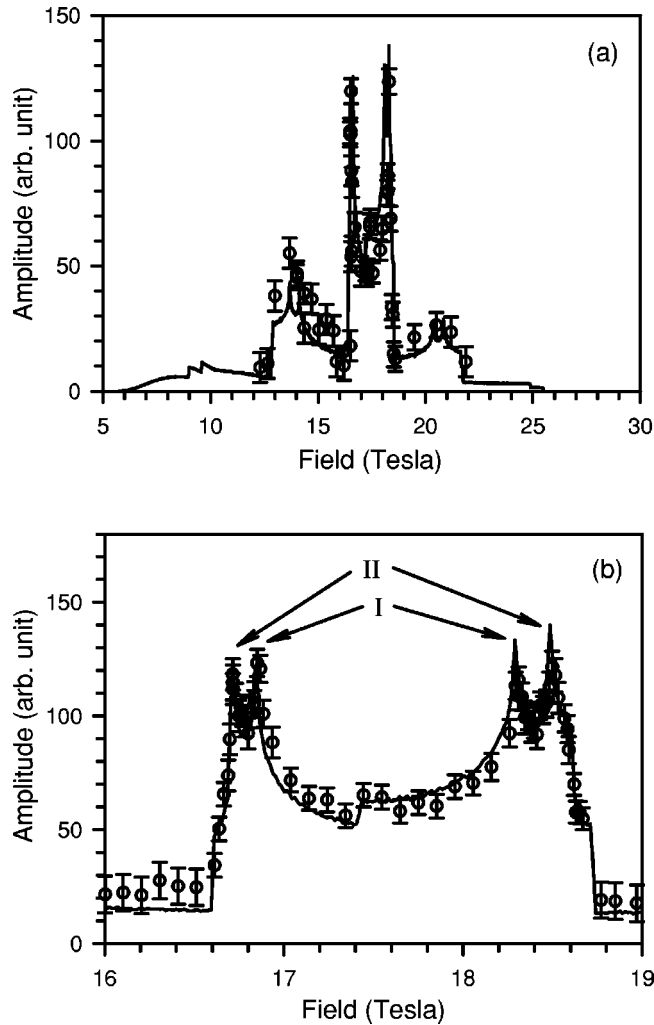 150
(a)
100
50
0
5 10 15 20 25 30
Field (Tesla)
Amplitude (arb. unit)
(b)
II
150
I
100
50
0
16 17 18 19
Field (Tesla)
Amplitude (arb. unit)